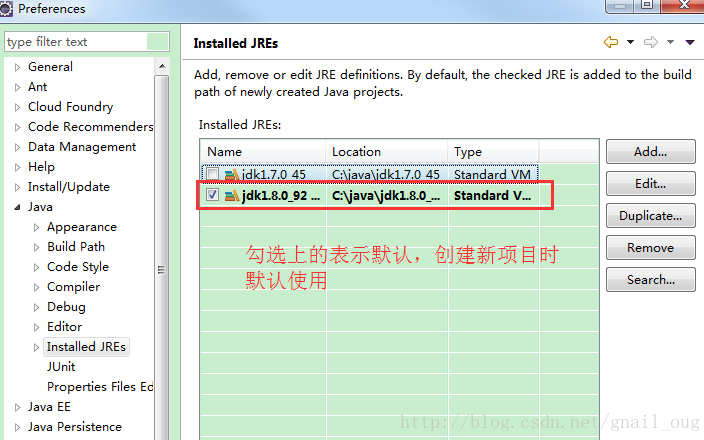 Preferences
type filter text
General
Ant
Cloud Foundry
Code Recommenders
Data Management
Help
Install/Update
Java
Appearance
Build Path
Code Style
Compiler
Debug
Editor
Installed JREs
JUnit
Properties Files Ed
Java EE
Java Persistence
Installed JREs
Add, remove or edit JRE definitions. By default, the checked JRE is added to the build
path of newly created Java projects.
Installed JREs:
Name Location Type
jdk1.7.0_45 C:\java\jdk1.7.0_45 Standard VM
jdk1.8.0_92 ... C:\java\jdk1.8.0_... Standard V...
勾选上的表示默认，创建新项目时
默认使用
Add...
Edit...
Duplicate...
Remove
Search...
http://blog.csdn.net/gnail_oug